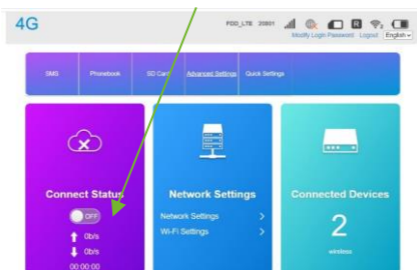 4G
PDD_LTE 20801
R
Modify Login Password Logout English
SMS Phonebook SD Card Advanced Settings Quick Settings
Connect Status
OFF
0b/s
0b/s
00:00:00
Network Settings
Network Settings >
Wi-Fi Settings >
Connected Devices
2
wireless